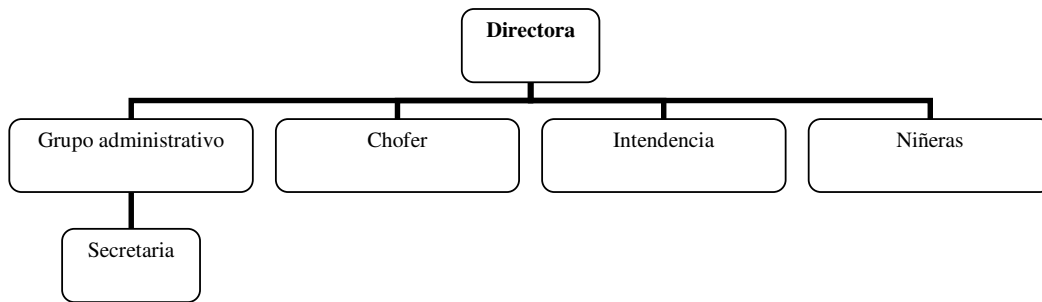 Directora
Grupo administrativo
Chofer
Intendencia
Niñeras
Secretaria